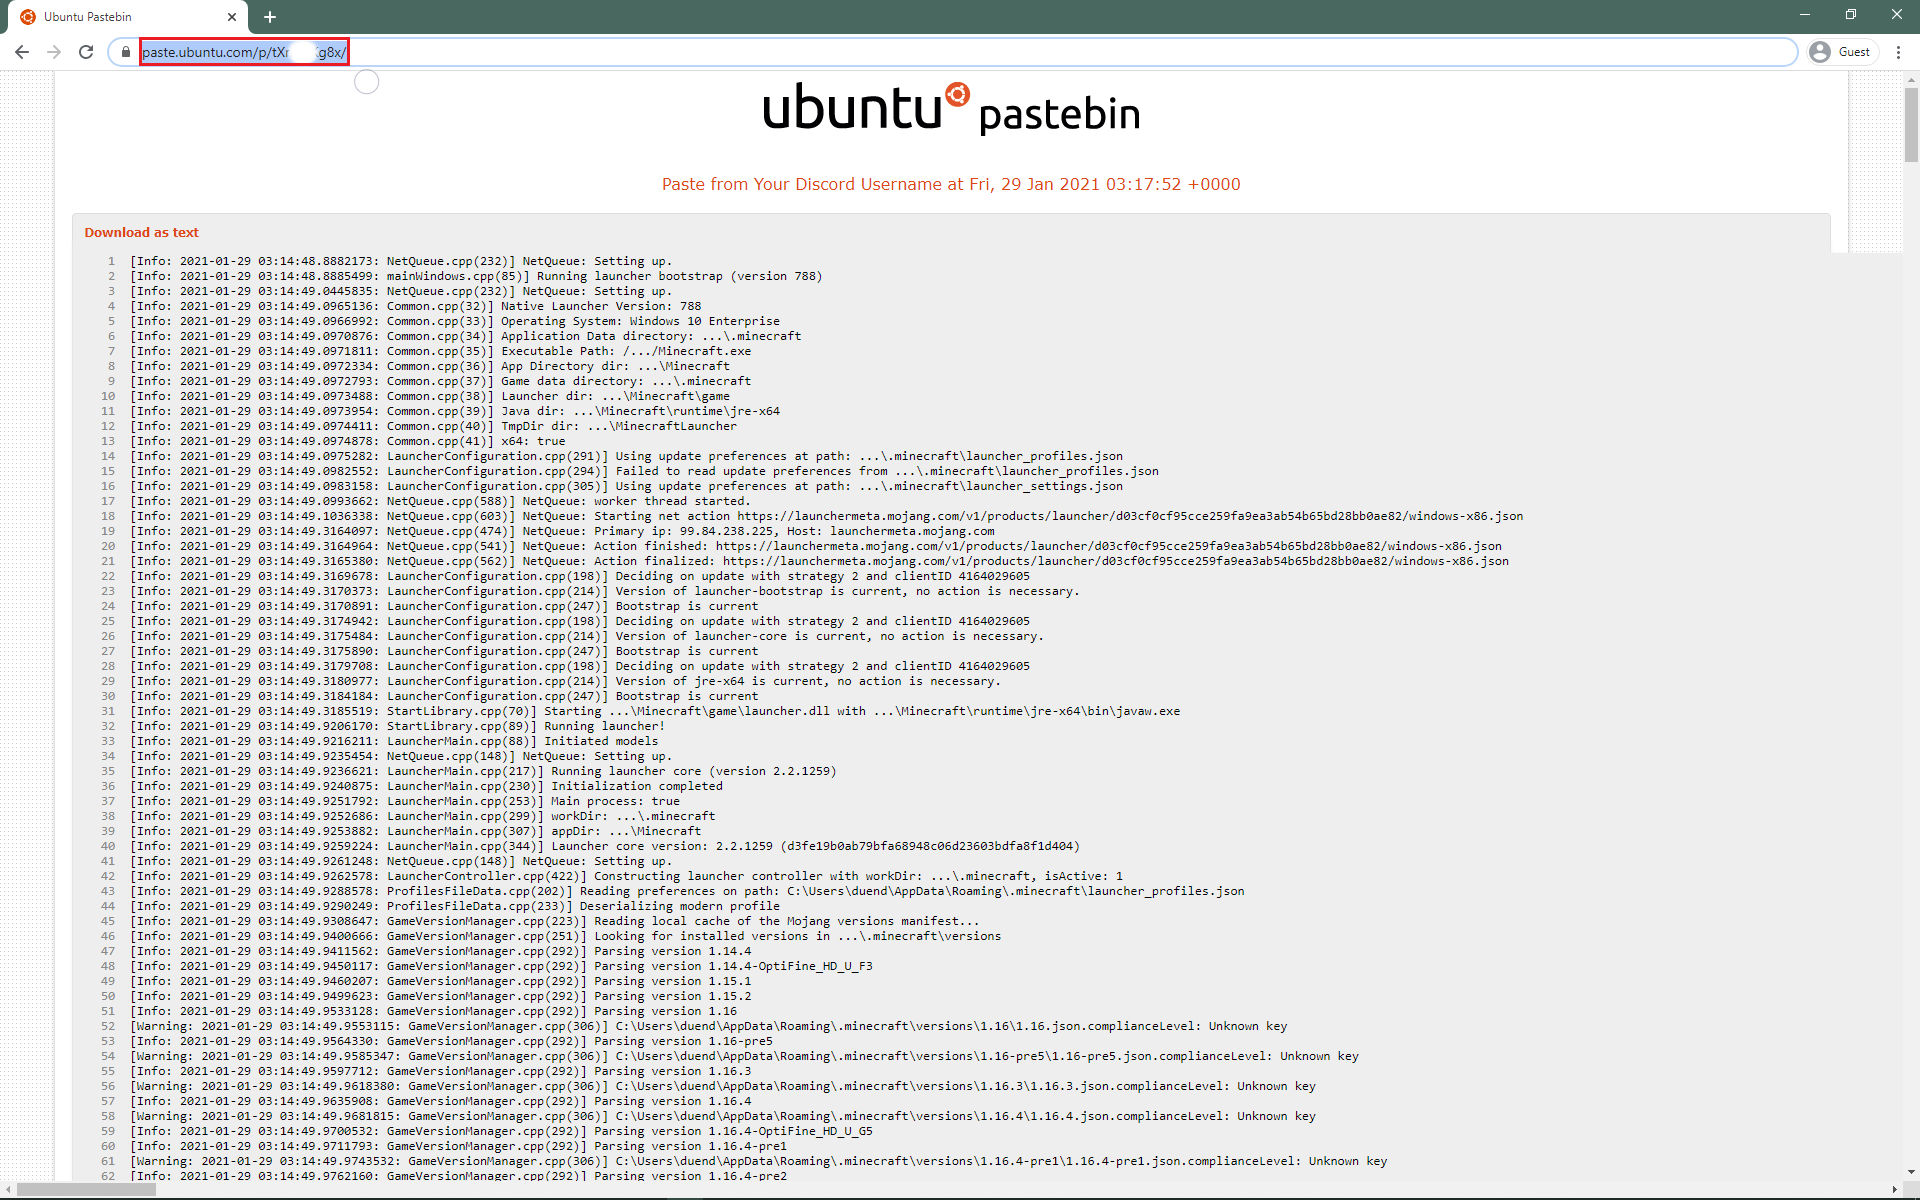 Ubuntu Pastebin
paste.ubuntu.com/p/tX g8x/
Guest
ubuntu pastebin
Paste from Your Discord Username at Fri, 29 Jan 2021 03:17:52 +0000
Download as text
1 [Info: 2021-01-29 03:14:48.8882173: NetQueue.cpp(232)] NetQueue: Setting up.
2 [Info: 2021-01-29 03:14:48.8885499: mainWindows.cpp(85)] Running launcher bootstrap (version 788)
3 [Info: 2021-01-29 03:14:49.0445835: NetQueue.cpp(232)] NetQueue: Setting up.
4 [Info: 2021-01-29 03:14:49.0965136: Common.cpp(32)] Native Launcher Version: 788
5 [Info: 2021-01-29 03:14:49.0966992: Common.cpp(33)] Operating System: Windows 10 Enterprise
6 [Info: 2021-01-29 03:14:49.0970876: Common.cpp(34)] Application Data directory: ...\.minecraft
7 [Info: 2021-01-29 03:14:49.0971811: Common.cpp(35)] Executable Path: /.../Minecraft.exe
8 [Info: 2021-01-29 03:14:49.0972334: Common.cpp(36)] App Directory dir: ...\Minecraft
9 [Info: 2021-01-29 03:14:49.0972793: Common.cpp(37)] Game data directory: ...\.minecraft
10 [Info: 2021-01-29 03:14:49.0973488: Common.cpp(38)] Launcher dir: ...\Minecraft\game
11 [Info: 2021-01-29 03:14:49.0973954: Common.cpp(39)] Java dir: ...\Minecraft\runtime\jre-x64
12 [Info: 2021-01-29 03:14:49.0974411: Common.cpp(40)] TmpDir dir: ...\MinecraftLauncher
13 [Info: 2021-01-29 03:14:49.0974878: Common.cpp(41)] x64: true
14 [Info: 2021-01-29 03:14:49.0975282: LauncherConfiguration.cpp(291)] Using update preferences at path: ...\.minecraft\launcher_profiles.json
15 [Info: 2021-01-29 03:14:49.0982552: LauncherConfiguration.cpp(294)] Failed to read update preferences from ...\.minecraft\launcher_profiles.json
16 [Info: 2021-01-29 03:14:49.0983158: LauncherConfiguration.cpp(305)] Using update preferences at path: ...\.minecraft\launcher_settings.json
17 [Info: 2021-01-29 03:14:49.0993662: NetQueue.cpp(588)] NetQueue: worker thread started.
18 [Info: 2021-01-29 03:14:49.1036338: NetQueue.cpp(603)] NetQueue: Starting net action https://launchermeta.mojang.com/v1/products/launcher/d03cf0cf95cce259fa9ea3ab54b65bd28bb0ae82/windows-x86.json
19 [Info: 2021-01-29 03:14:49.3164097: NetQueue.cpp(474)] NetQueue: Primary ip: 99.84.238.225, Host: launchermeta.mojang.com
20 [Info: 2021-01-29 03:14:49.3164964: NetQueue.cpp(541)] NetQueue: Action finished: https://launchermeta.mojang.com/v1/products/launcher/d03cf0cf95cce259fa9ea3ab54b65bd28bb0ae82/windows-x86.json
21 [Info: 2021-01-29 03:14:49.3165380: NetQueue.cpp(562)] NetQueue: Action finalized: https://launchermeta.mojang.com/v1/products/launcher/d03cf0cf95cce259fa9ea3ab54b65bd28bb0ae82/windows-x86.json
22 [Info: 2021-01-29 03:14:49.3169678: LauncherConfiguration.cpp(198)] Deciding on update with strategy 2 and clientID 4164029605
23 [Info: 2021-01-29 03:14:49.3170373: LauncherConfiguration.cpp(214)] Version of launcher-bootstrap is current, no action is necessary.
24 [Info: 2021-01-29 03:14:49.3170891: LauncherConfiguration.cpp(247)] Bootstrap is current
25 [Info: 2021-01-29 03:14:49.3174942: LauncherConfiguration.cpp(198)] Deciding on update with strategy 2 and clientID 4164029605
26 [Info: 2021-01-29 03:14:49.3175484: LauncherConfiguration.cpp(214)] Version of launcher-core is current, no action is necessary.
27 [Info: 2021-01-29 03:14:49.3175890: LauncherConfiguration.cpp(247)] Bootstrap is current
28 [Info: 2021-01-29 03:14:49.3179708: LauncherConfiguration.cpp(198)] Deciding on update with strategy 2 and clientID 4164029605
29 [Info: 2021-01-29 03:14:49.3180977: LauncherConfiguration.cpp(214)] Version of jre-x64 is current, no action is necessary.
30 [Info: 2021-01-29 03:14:49.3184184: LauncherConfiguration.cpp(247)] Bootstrap is current
31 [Info: 2021-01-29 03:14:49.3185519: StartLibrary.cpp(70)] Starting ...\Minecraft\game\launcher.dll with ...\Minecraft\runtime\jre-x64\bin\javaw.exe
32 [Info: 2021-01-29 03:14:49.9206170: StartLibrary.cpp(89)] Running launcher!
33 [Info: 2021-01-29 03:14:49.9216211: LauncherMain.cpp(88)] Initiated models
34 [Info: 2021-01-29 03:14:49.9235454: NetQueue.cpp(148)] NetQueue: Setting up.
35 [Info: 2021-01-29 03:14:49.9236621: LauncherMain.cpp(217)] Running launcher core (version 2.2.1259)
36 [Info: 2021-01-29 03:14:49.9240875: LauncherMain.cpp(230)] Initialization completed
37 [Info: 2021-01-29 03:14:49.9251792: LauncherMain.cpp(253)] Main process: true
38 [Info: 2021-01-29 03:14:49.9252686: LauncherMain.cpp(299)] workDir: ...\.minecraft
39 [Info: 2021-01-29 03:14:49.9253882: LauncherMain.cpp(307)] appDir: ...\Minecraft
40 [Info: 2021-01-29 03:14:49.9259224: LauncherMain.cpp(344)] Launcher core version: 2.2.1259 (d3fe19b0ab79bfa68948c06d23603bdfa8f1d404)
41 [Info: 2021-01-29 03:14:49.9261248: NetQueue.cpp(148)] NetQueue: Setting up.
42 [Info: 2021-01-29 03:14:49.9262578: LauncherController.cpp(422)] Constructing launcher controller with workDir: ...\.minecraft, isActive: 1
43 [Info: 2021-01-29 03:14:49.9288578: ProfilesFileData.cpp(202)] Reading preferences on path: C:\Users\duend\AppData\Roaming\.minecraft\launcher_profiles.json
44 [Info: 2021-01-29 03:14:49.9290249: ProfilesFileData.cpp(233)] Deserializing modern profile
45 [Info: 2021-01-29 03:14:49.9308647: GameVersionManager.cpp(223)] Reading local cache of the Mojang versions manifest...
46 [Info: 2021-01-29 03:14:49.9400666: GameVersionManager.cpp(251)] Looking for installed versions in ...\.minecraft\versions
47 [Info: 2021-01-29 03:14:49.9411562: GameVersionManager.cpp(292)] Parsing version 1.14.4
48 [Info: 2021-01-29 03:14:49.9450117: GameVersionManager.cpp(292)] Parsing version 1.14.4-OptiFine_HD_U_F3
49 [Info: 2021-01-29 03:14:49.9460207: GameVersionManager.cpp(292)] Parsing version 1.15.1
50 [Info: 2021-01-29 03:14:49.9499623: GameVersionManager.cpp(292)] Parsing version 1.15.2
51 [Info: 2021-01-29 03:14:49.9533128: GameVersionManager.cpp(292)] Parsing version 1.16
52 [Warning: 2021-01-29 03:14:49.9553115: GameVersionManager.cpp(306)] C:\Users\duend\AppData\Roaming\.minecraft\versions\1.16\1.16.json.complianceLevel: Unknown key
53 [Info: 2021-01-29 03:14:49.9564330: GameVersionManager.cpp(292)] Parsing version 1.16-pre5
54 [Warning: 2021-01-29 03:14:49.9585347: GameVersionManager.cpp(306)] C:\Users\duend\AppData\Roaming\.minecraft\versions\1.16-pre5\1.16-pre5.json.complianceLevel: Unknown key
55 [Info: 2021-01-29 03:14:49.9597712: GameVersionManager.cpp(292)] Parsing version 1.16.3
56 [Warning: 2021-01-29 03:14:49.9618380: GameVersionManager.cpp(306)] C:\Users\duend\AppData\Roaming\.minecraft\versions\1.16.3\1.16.3.json.complianceLevel: Unknown key
57 [Info: 2021-01-29 03:14:49.9635908: GameVersionManager.cpp(292)] Parsing version 1.16.4
58 [Warning: 2021-01-29 03:14:49.9681815: GameVersionManager.cpp(306)] C:\Users\duend\AppData\Roaming\.minecraft\versions\1.16.4\1.16.4.json.complianceLevel: Unknown key
59 [Info: 2021-01-29 03:14:49.9700532: GameVersionManager.cpp(292)] Parsing version 1.16.4-OptiFine_HD_U_G5
60 [Info: 2021-01-29 03:14:49.9711793: GameVersionManager.cpp(292)] Parsing version 1.16.4-pre1
61 [Warning: 2021-01-29 03:14:49.9743532: GameVersionManager.cpp(306)] C:\Users\duend\AppData\Roaming\.minecraft\versions\1.16.4-pre1\1.16.4-pre1.json.complianceLevel: Unknown key
62 [Info: 2021-01-29 03:14:49.9762160: GameVersionManager.cpp(292)] Parsing version 1.16.4-pre2